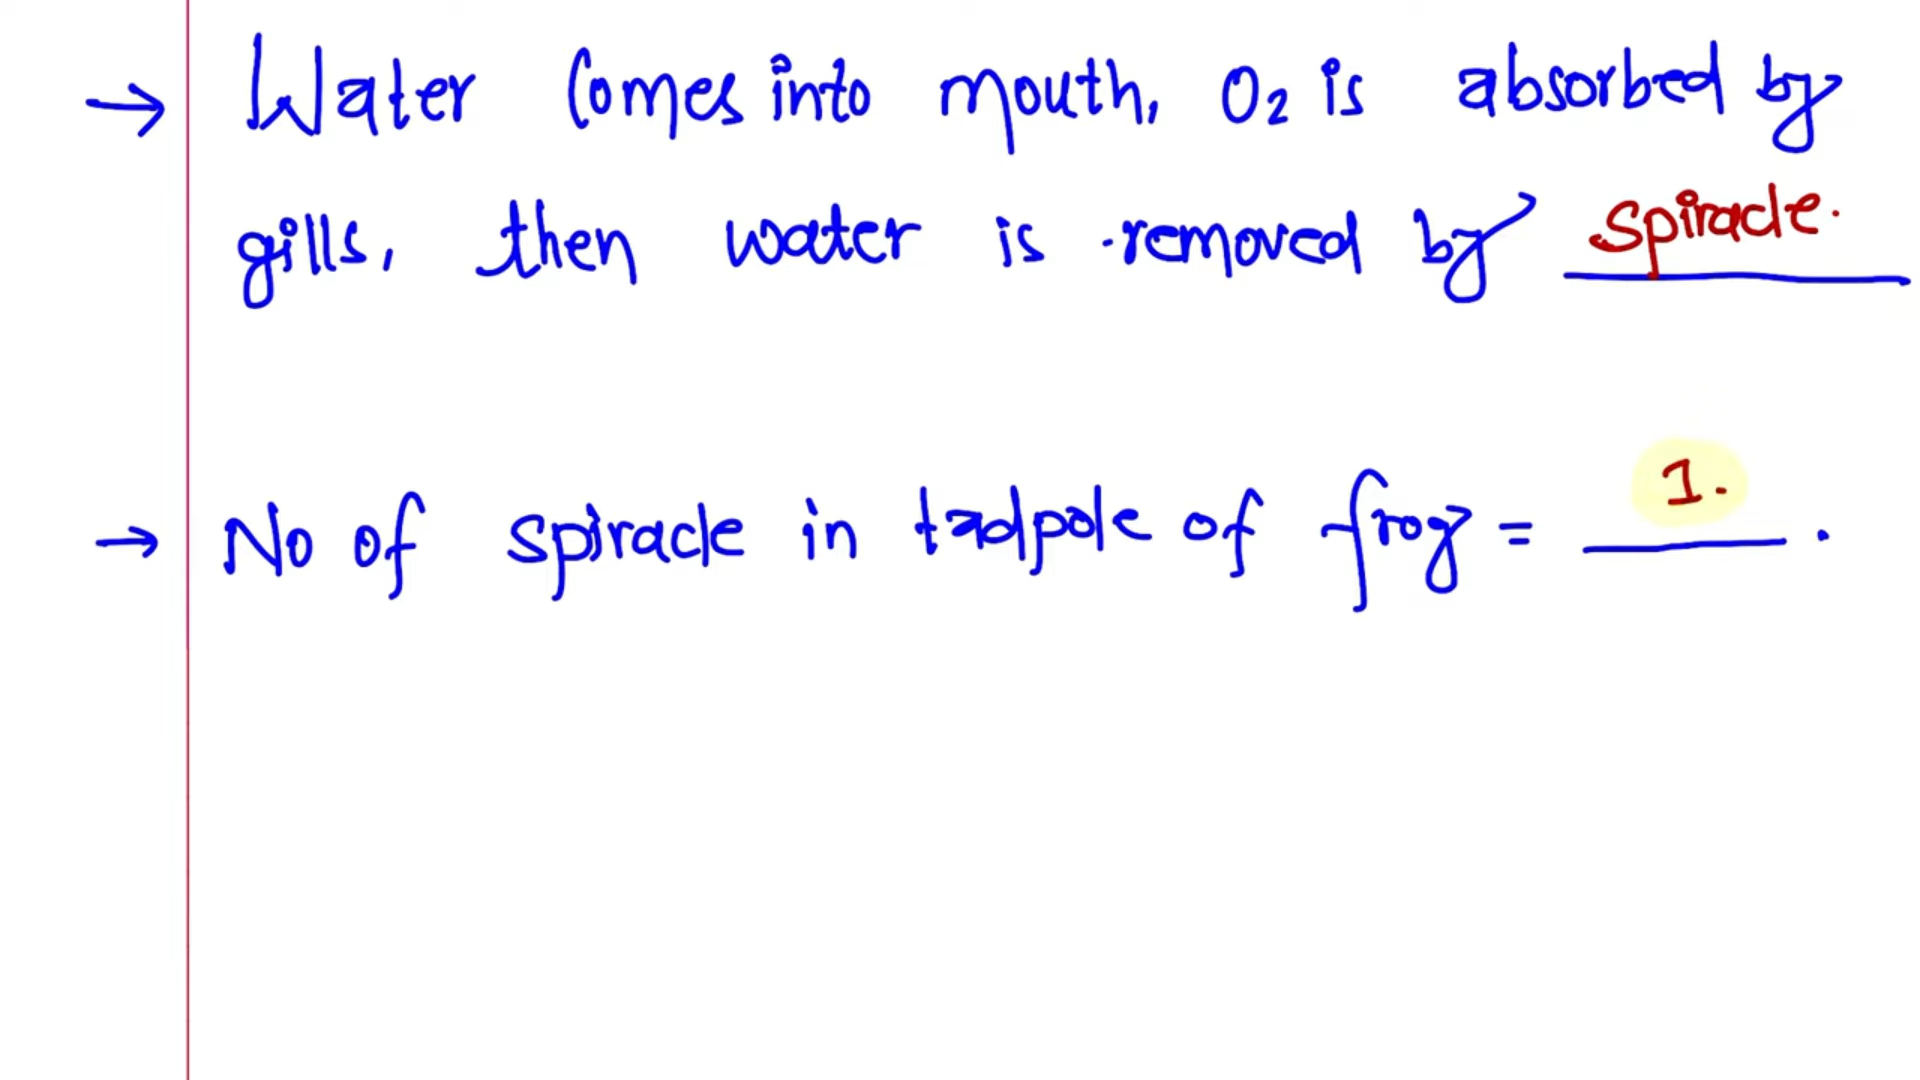 → Water comes into mouth, O2 is absorbed by
gills, then water is removed by spiracle.
→ No of spiracle in tadpole of frog = 1. .